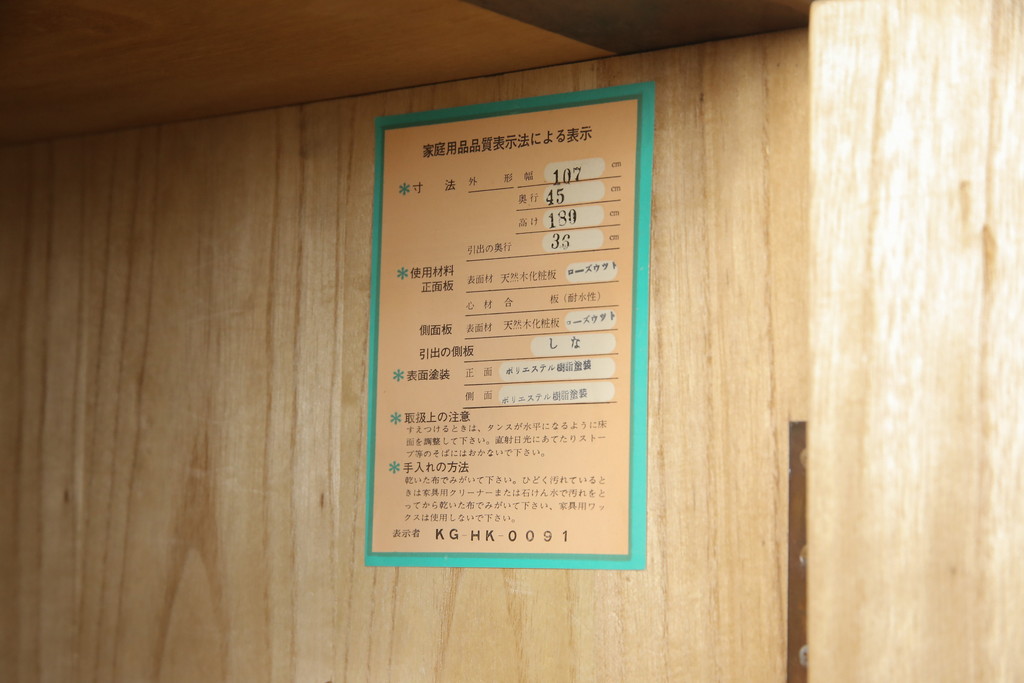 家庭用品品質表示法による表示
*寸 法 外 形 幅 107 cm
奥行 45 cm
高け 189 cm
引出の奥行 36 cm
*使用材料
正面板 表面材 天然木化粧板 ローズウット
心 材 合 板(耐水性)
側面板 表面材 天然木化粧板 ローズウット
引出の側板 しな
*表面塗装 正 面 ポリエステル樹脂塗装
側 面 ポリエステル樹脂塗装
*取扱上の注意
すえつけるときは、タンスが水平になるように床
面を調整して下さい。直射日光にあてたりストー
ブ等のそばにはおかないで下さい。
*手入れの方法
乾いた布でみがいて下さい。ひどく汚れていると
きは家具用クリーナーまたは石けん水で汚れをと
ってから乾いた布でみがいて下さい、家具用ワッ
クスは使用しないで下さい。
表示者 KG-HK-0091